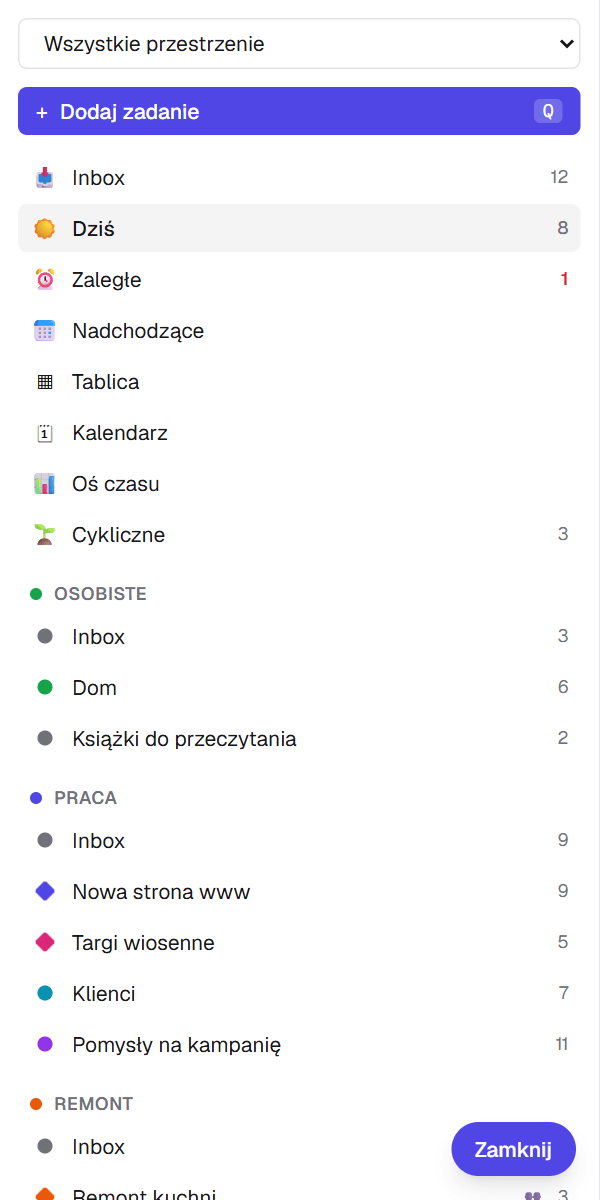 Wszystkie przestrzenie
+ Dodaj zadanie Q
Inbox 12
Dziś 8
Zaległe 1
Nadchodzące
Tablica
1 Kalendarz
Oś czasu
Cykliczne 3
OSOBISTE
Inbox 3
Dom 6
Książki do przeczytania 2
PRACA
Inbox 9
Nowa strona www 9
Targi wiosenne 5
Klienci 7
Pomysły na kampanię 11
REMONT
Inbox
Zamknij
Remont kuchni 3